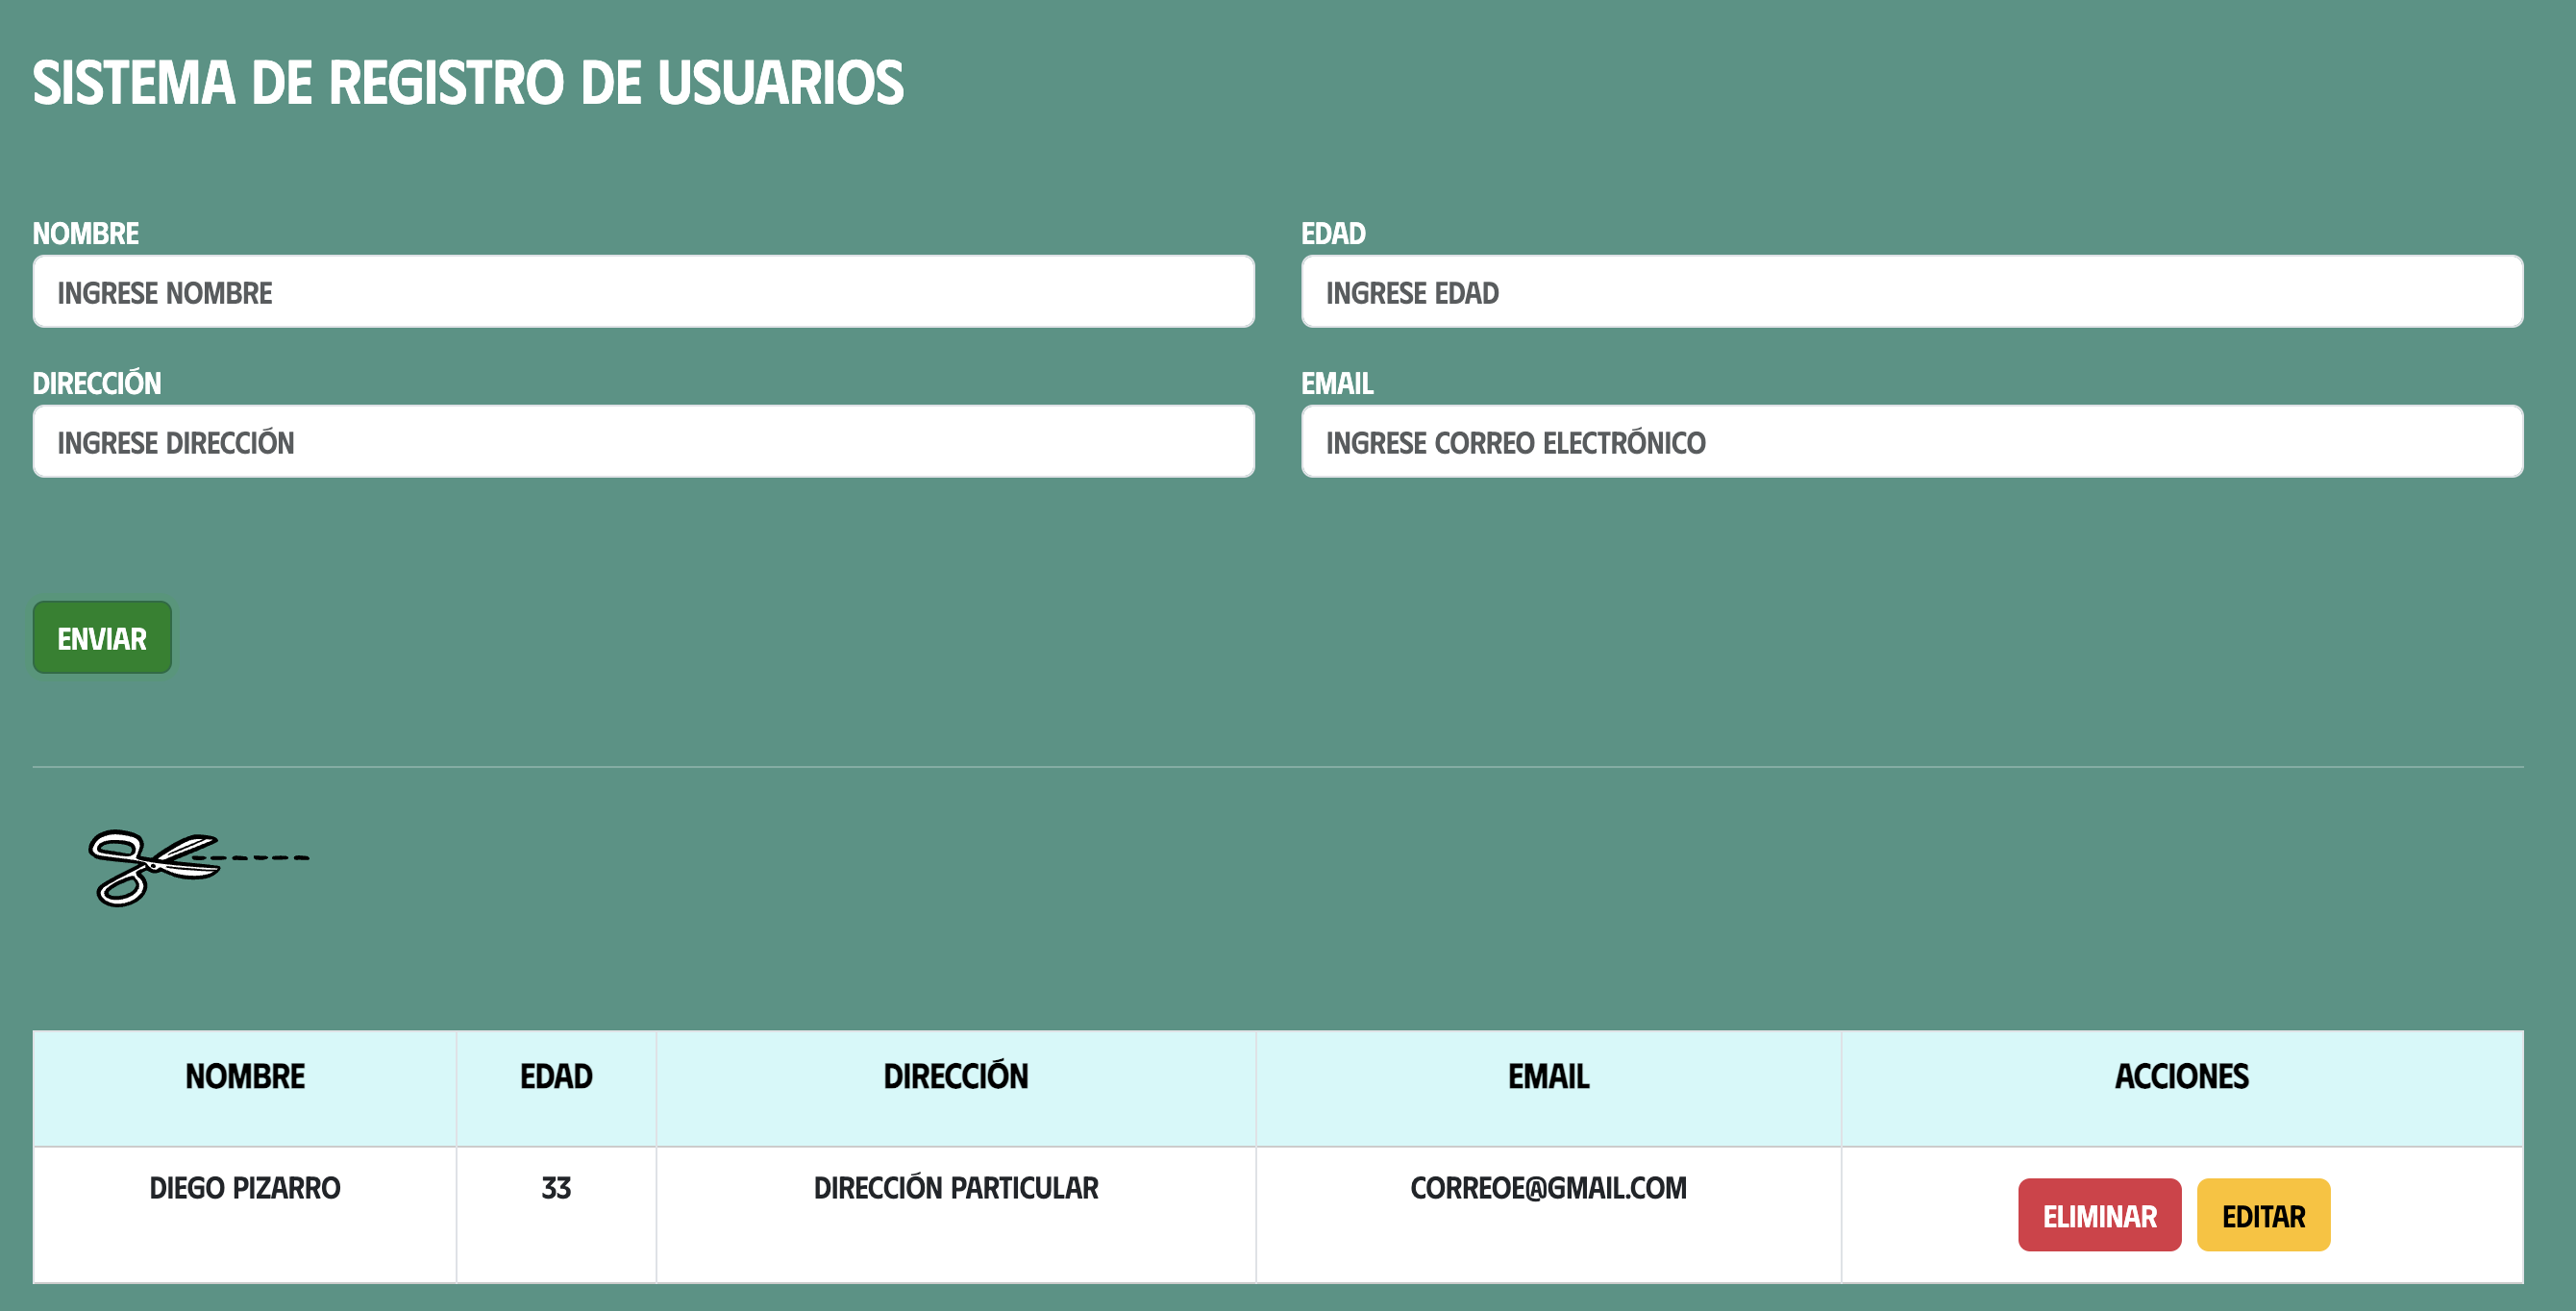 SISTEMA DE REGISTRO DE USUARIOS
NOMBRE
INGRESE NOMBRE
EDAD
INGRESE EDAD
DIRECCIÓN
INGRESE DIRECCIÓN
EMAIL
INGRESE CORREO ELECTRÓNICO
ENVIAR
NOMBRE EDAD DIRECCIÓN EMAIL ACCIONES
DIEGO PIZARRO 33 DIRECCIÓN PARTICULAR CORREOE@GMAIL.COM ELIMINAR EDITAR